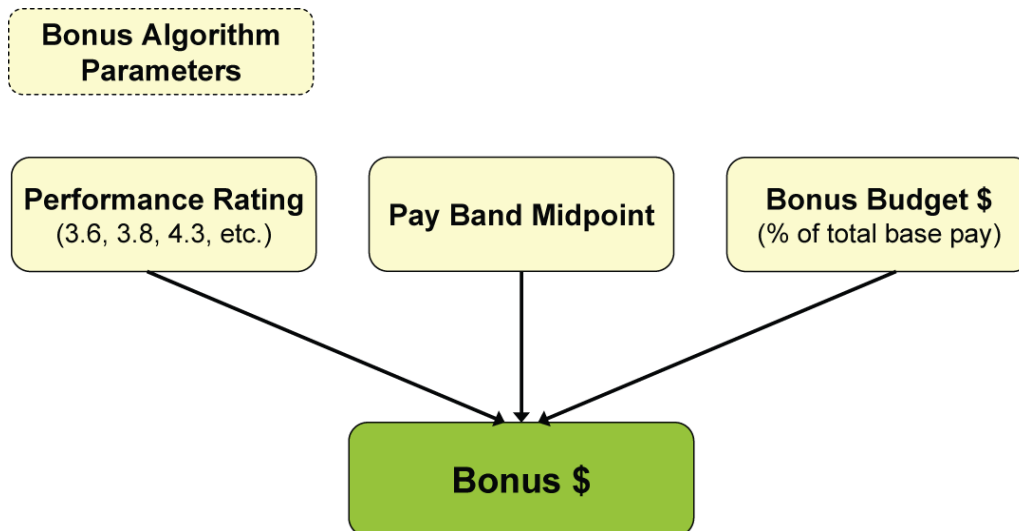 Bonus Algorithm
Parameters
Performance Rating
(3.6, 3.8, 4.3, etc.)
Pay Band Midpoint
Bonus Budget $
(% of total base pay)
Bonus $